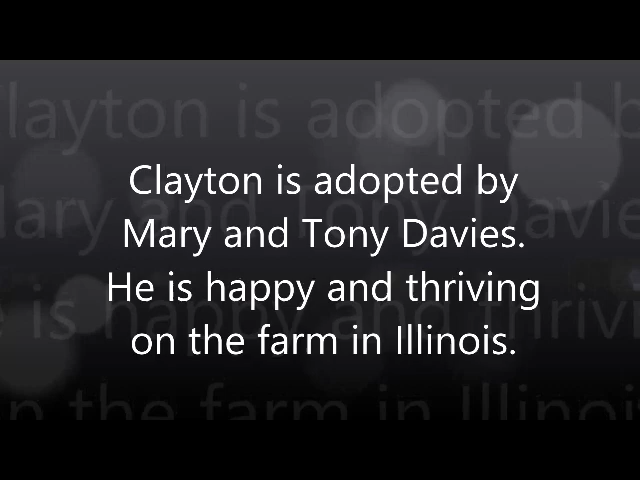 Clayton is adopted by
Mary and Tony Davies.
He is happy and thriving
on the farm in Illinois.